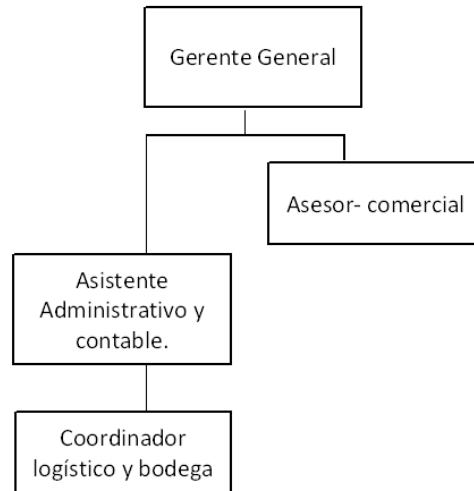 Gerente General
Asesor- comercial
Asistente
Administrativo y
contable.
Coordinador
logístico y bodega